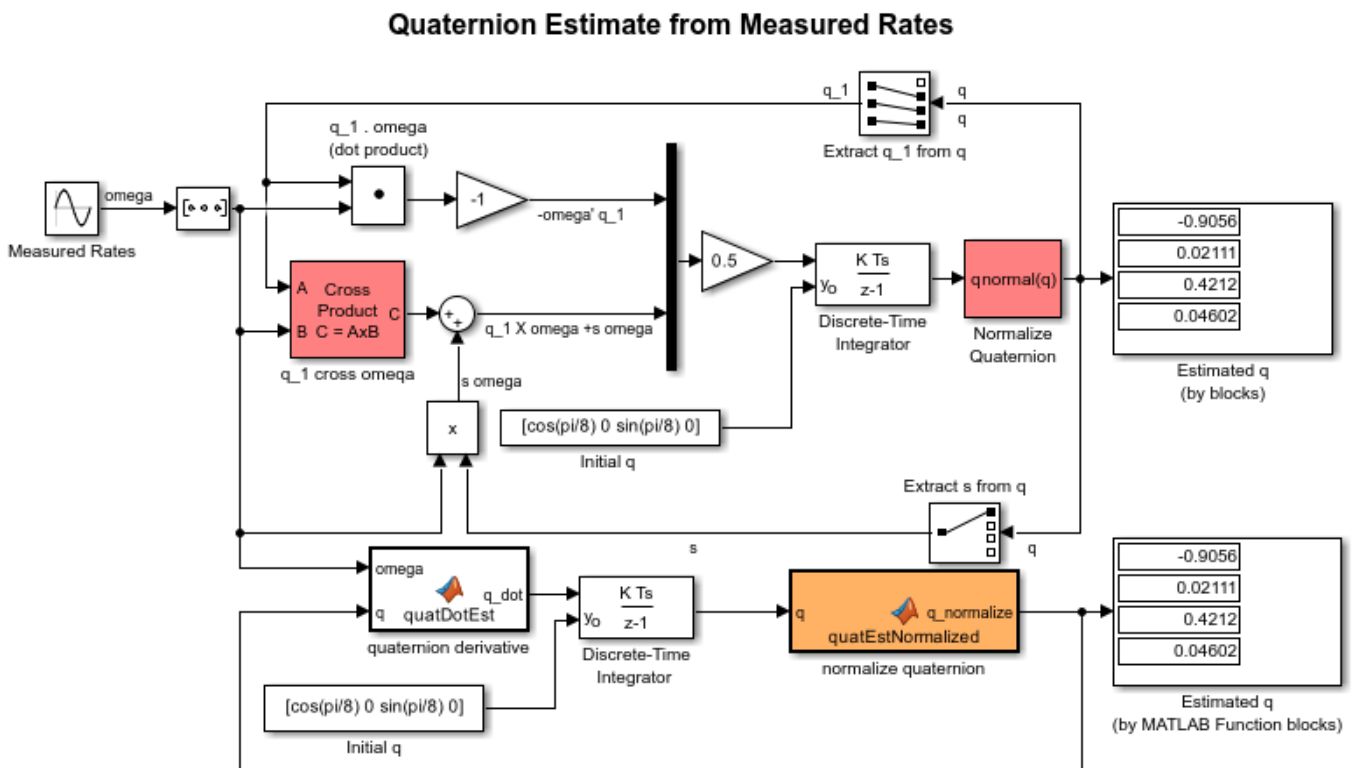 Quaternion Estimate from Measured Rates
q_1
q
q
Extract q_1 from q
q_1 . omega
(dot product)
omega
Measured Rates
-1
-omega' q_1
A
B
Cross
Product
C = AxB
C
q_1 cross omega
+
+
q_1 X omega +s omega
s omega
x
0.5
K Ts
z-1
yo
Discrete-Time
Integrator
qnormal(q)
Normalize
Quaternion
-0.9056
0.02111
0.4212
0.04602
Estimated q
(by blocks)
[cos(pi/8) 0 sin(pi/8) 0]
Initial q
Extract s from q
s
q
omega
q
q_dot
quatDotEst
quaternion derivative
K Ts
z-1
yo
Discrete-Time
Integrator
q
q_normalize
quatEstNormalized
normalize quaternion
-0.9056
0.02111
0.4212
0.04602
Estimated q
(by MATLAB Function blocks)
[cos(pi/8) 0 sin(pi/8) 0]
Initial q